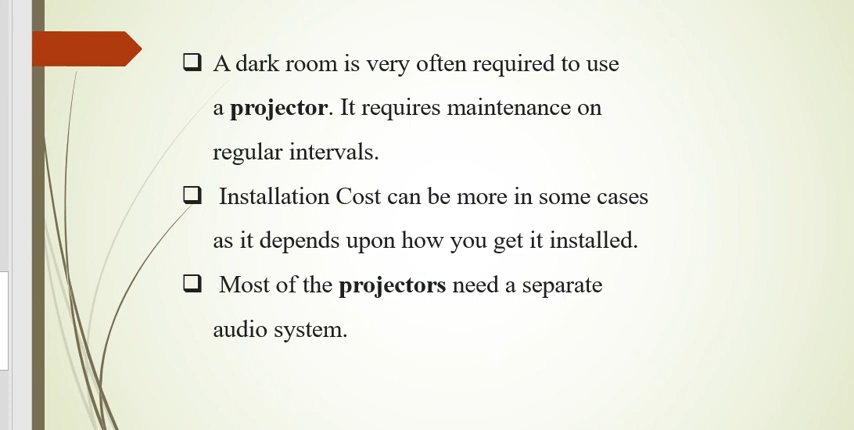 ❑ A dark room is very often required to use
a projector. It requires maintenance on
regular intervals.
❑ Installation Cost can be more in some cases
as it depends upon how you get it installed.
❑ Most of the projectors need a separate
audio system.